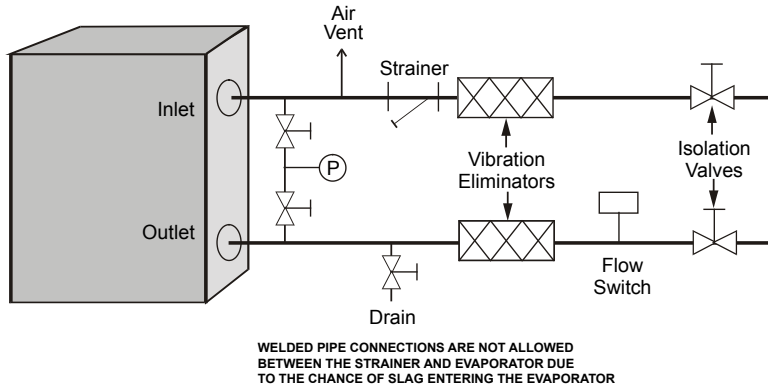 Air
Vent
Strainer
Inlet
P
Vibration
Eliminators
Isolation
Valves
Outlet
Flow
Switch
Drain
WELDED PIPE CONNECTIONS ARE NOT ALLOWED
BETWEEN THE STRAINER AND EVAPORATOR DUE
TO THE CHANCE OF SLAG ENTERING THE EVAPORATOR